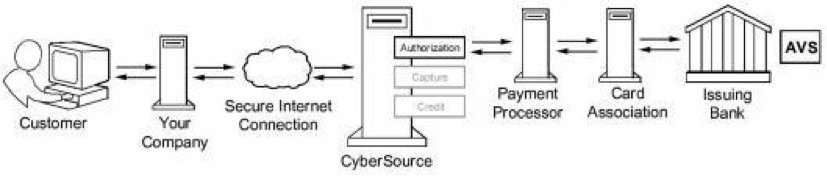 Customer
Your
Company
Secure Internet
Connection
CyberSource
Authorization
Capture
Credit
Payment
Processor
Card
Association
Issuing
Bank
AVS